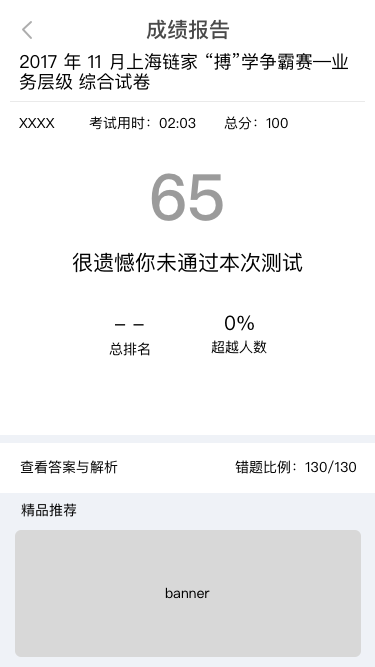 成绩报告
2017 年 11 月上海链家 “搏”学争霸赛—业
务层级 综合试卷
XXXX 考试用时：02:03 总分：100
65
很遗憾你未通过本次测试
– – 0%
总排名 超越人数
查看答案与解析 错题比例：130/130
精品推荐
banner